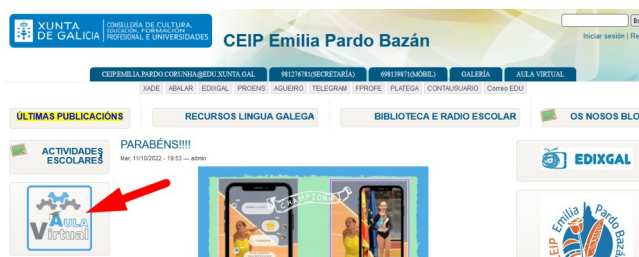 XUNTA
DE GALICIA
CONSELLERÍA
DE CULTURA,
EDUCACIÓN, FORMACIÓN
PROFESIONAL E UNIVERSIDADES
CEIP Emilia Pardo Bazán
Iniciar sesión | Re
CEIP.EMILIA.PARDO.CORUNHA@EDU.XUNTA.GAL 981276781(SECRETARÍA) 698139871(MÓBIL) GALERÍA AULA VIRTUAL
XADE ABALAR EDIXGAL PROENS AGUEIRO TELEGRAM FPROFE PLATEGA CONTAUSUARIO Correo EDU
ÚLTIMAS PUBLICACIÓNS RECURSOS LINGUA GALEGA BIBLIOTECA E RADIO ESCOLAR OS NOSOS BLO
ACTIVIDADES
ESCOLARES
PARABÉNS!!!!
Mar, 11/10/2022 - 19:53 — admin
EDIXGAL
CHAMPIONS
AULA
Virtual
CEIP Emilia Pardo Bazán